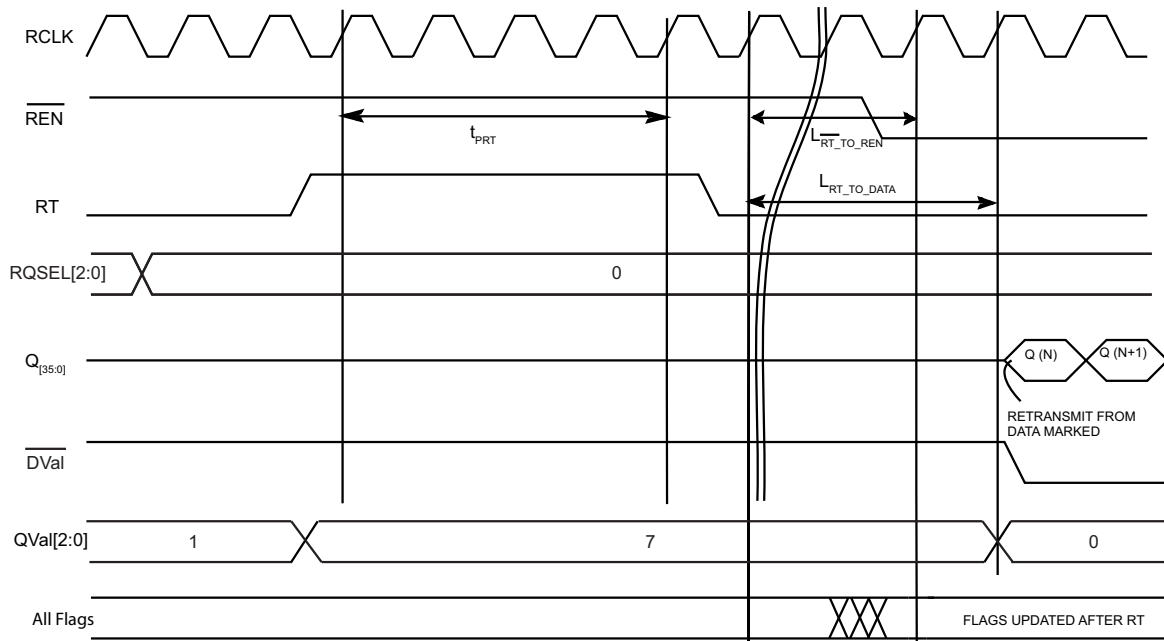 RCLK
REN
t_PRT
L_RT_TO_REN
RT
L_RT_TO_DATA
RQSEL[2:0]
0
Q_[35:0]
Q (N)
Q (N+1)
RETRANSMIT FROM
DATA MARKED
DVal
QVal[2:0]
1
7
0
All Flags
FLAGS UPDATED AFTER RT